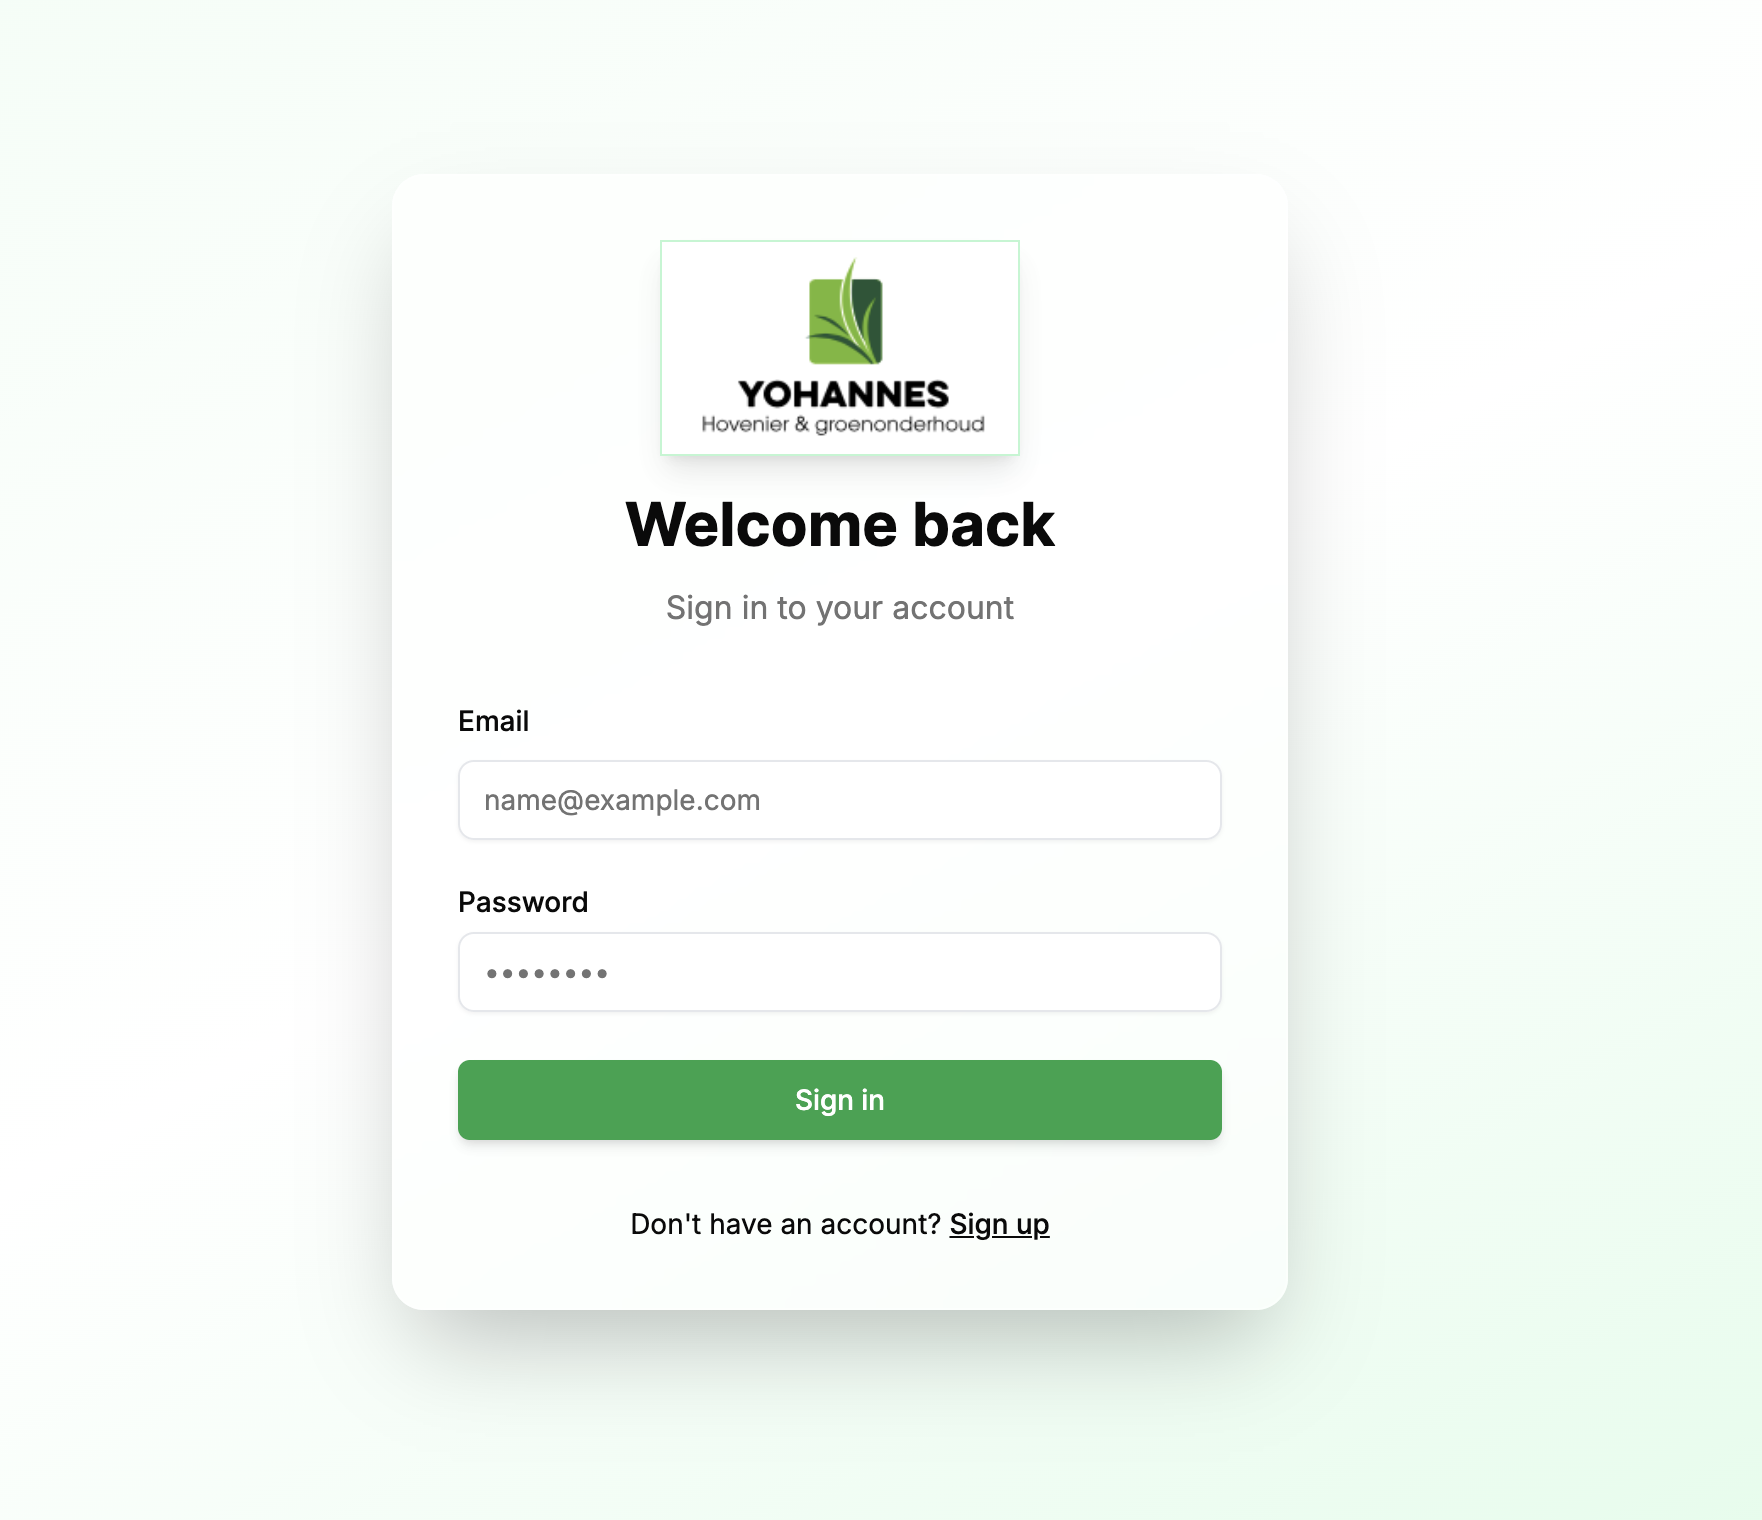 YOHANNES
Hovenier & groenonderhoud
Welcome back
Sign in to your account
Email
name@example.com
Password
••••••••
Sign in
Don't have an account? Sign up